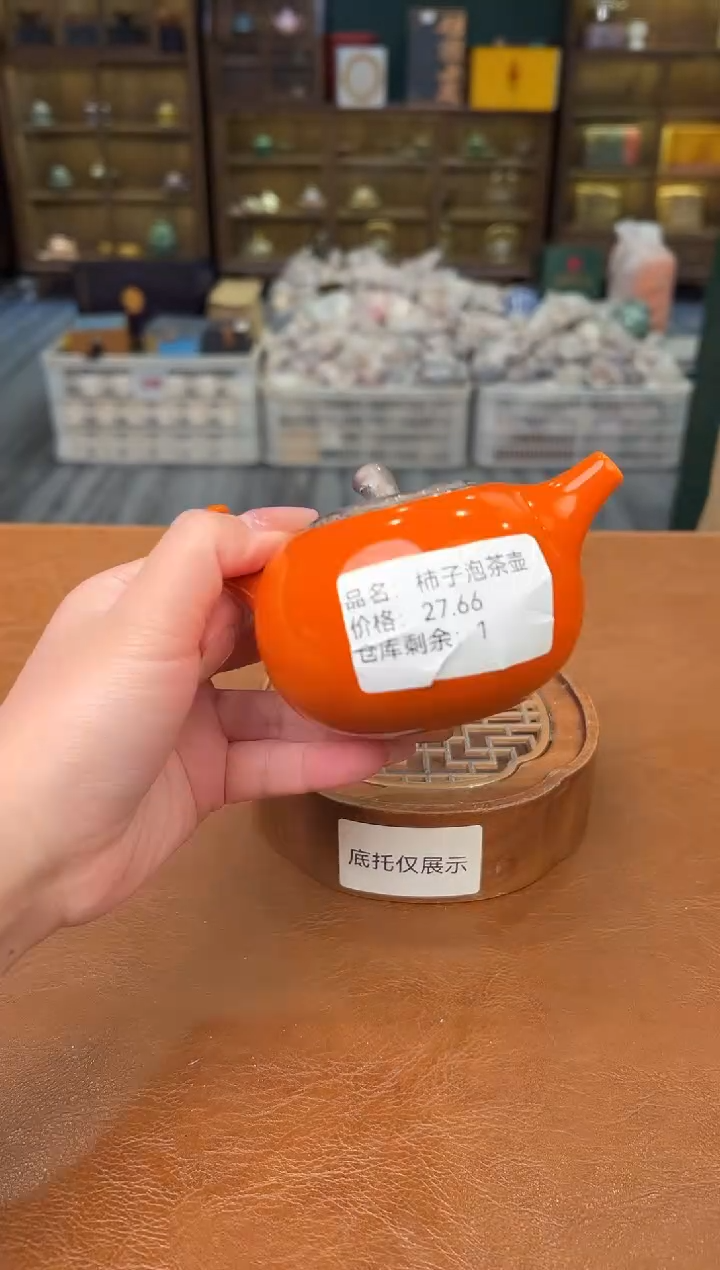 品名： 柿子泡茶壶
价格： 27.66
仓库剩余：1
底托仅展示